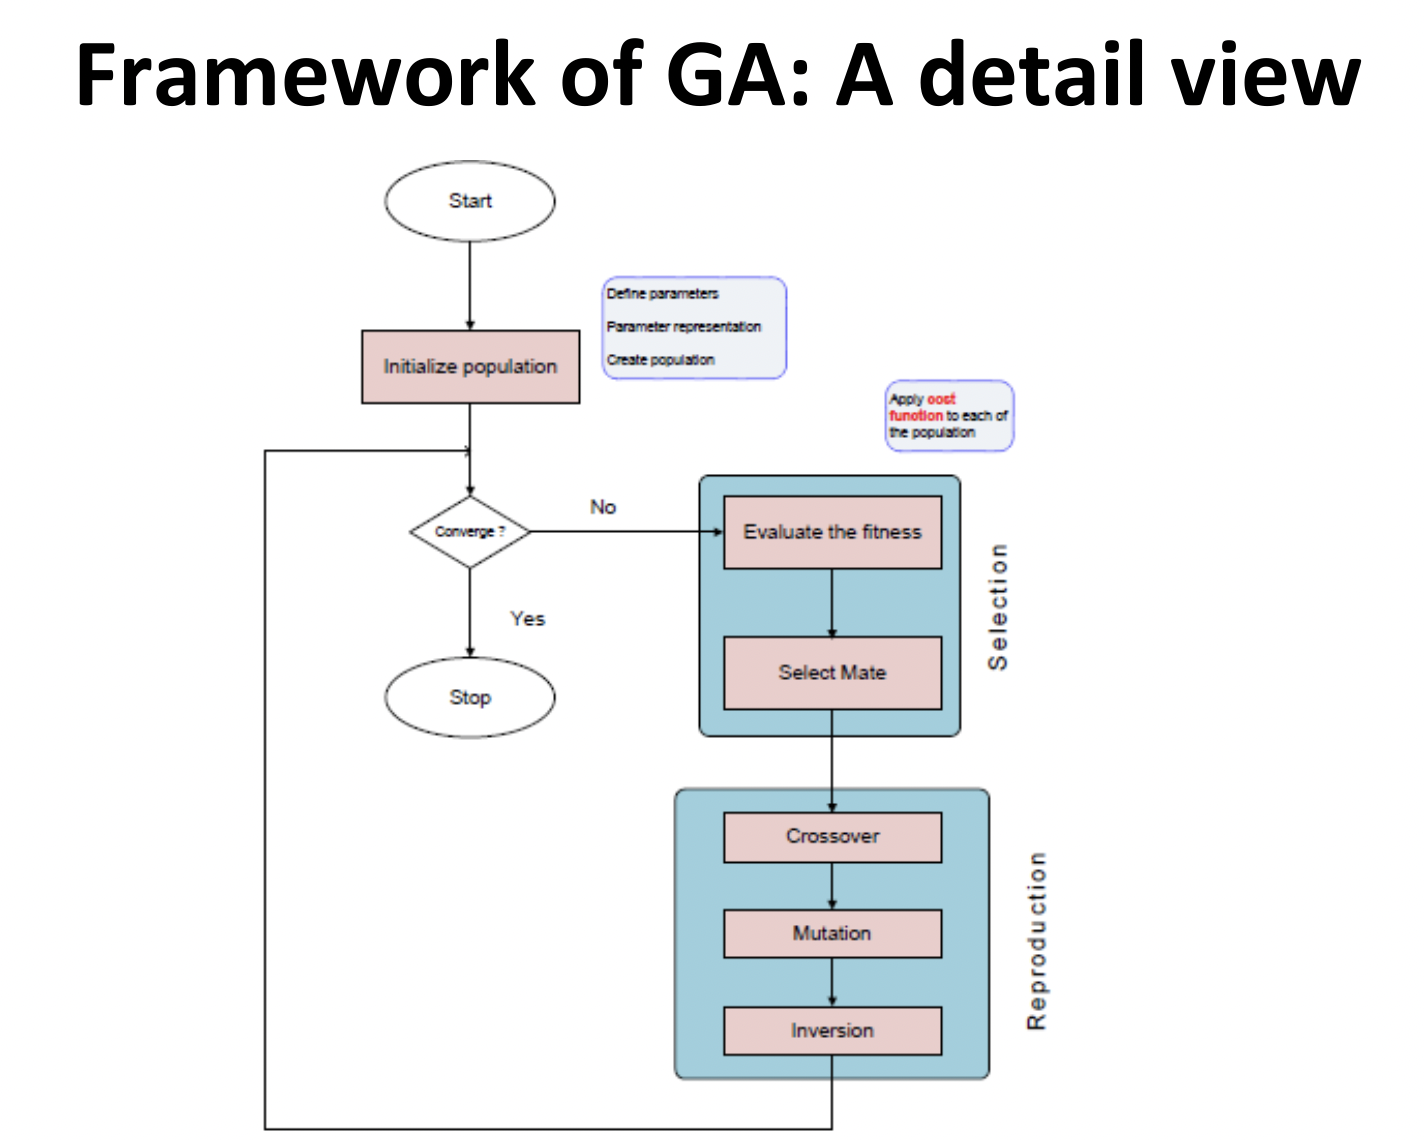 Framework of GA: A detail view
Start
Define parameters
Parameter representation
Create population
Initialize population
Apply cost
function to each of
the population
Converge ?
No
Evaluate the fitness
Yes
Select Mate
Selection
Stop
Crossover
Mutation
Inversion
Reproduction